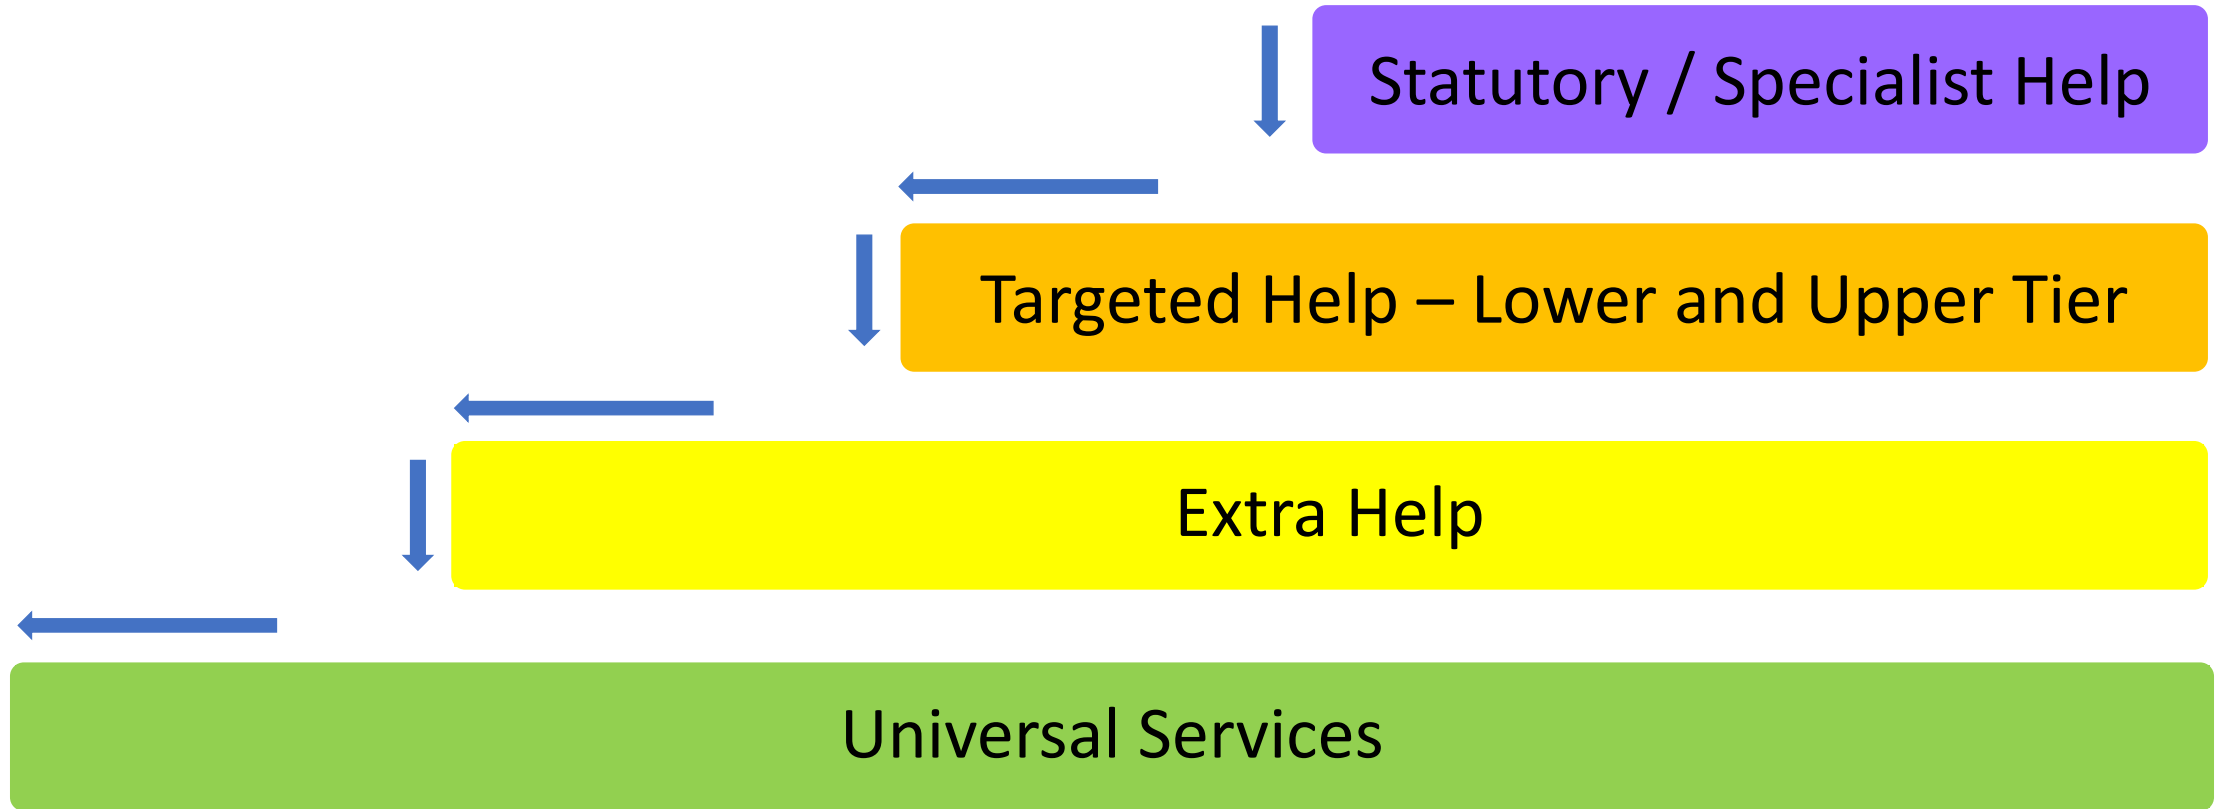 Statutory / Specialist Help
Targeted Help – Lower and Upper Tier
Extra Help
Universal Services